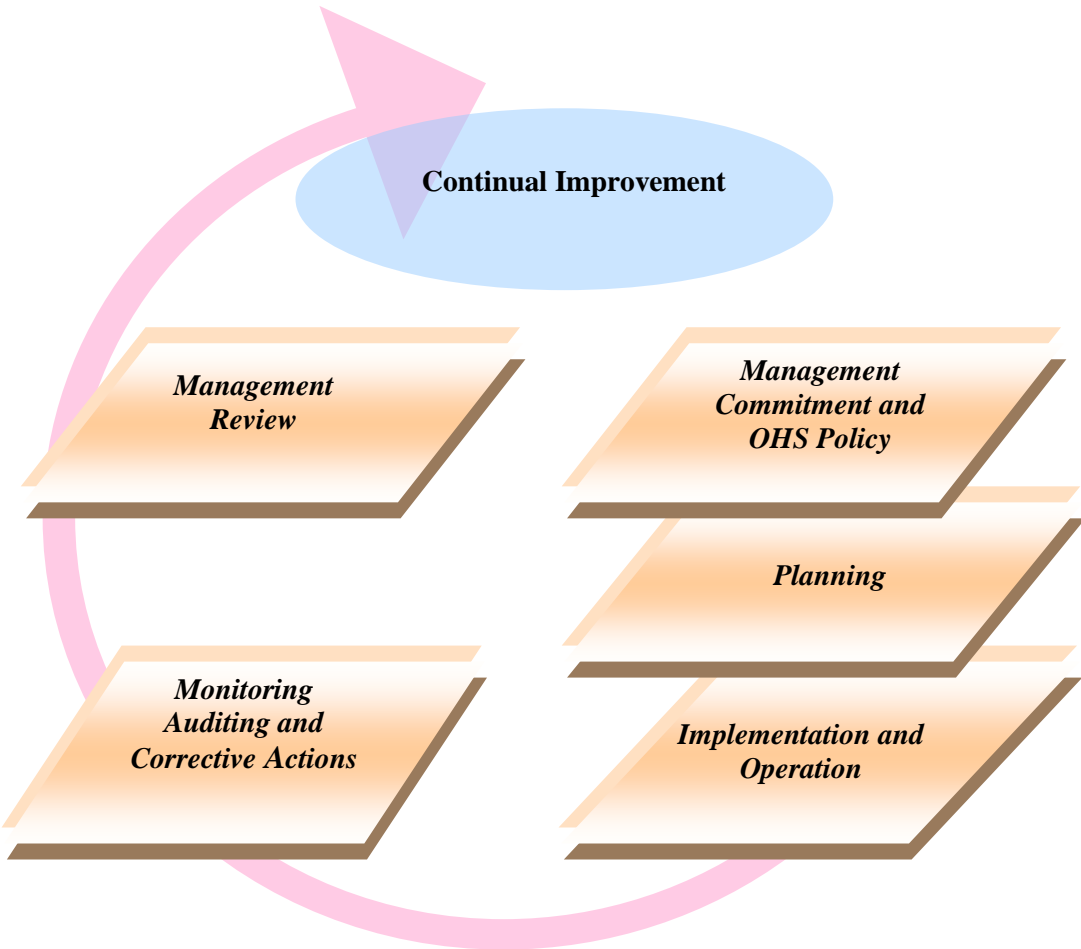 Continual Improvement
Management
Review
Management
Commitment and
OHS Policy
Planning
Monitoring
Auditing and
Corrective Actions
Implementation and
Operation